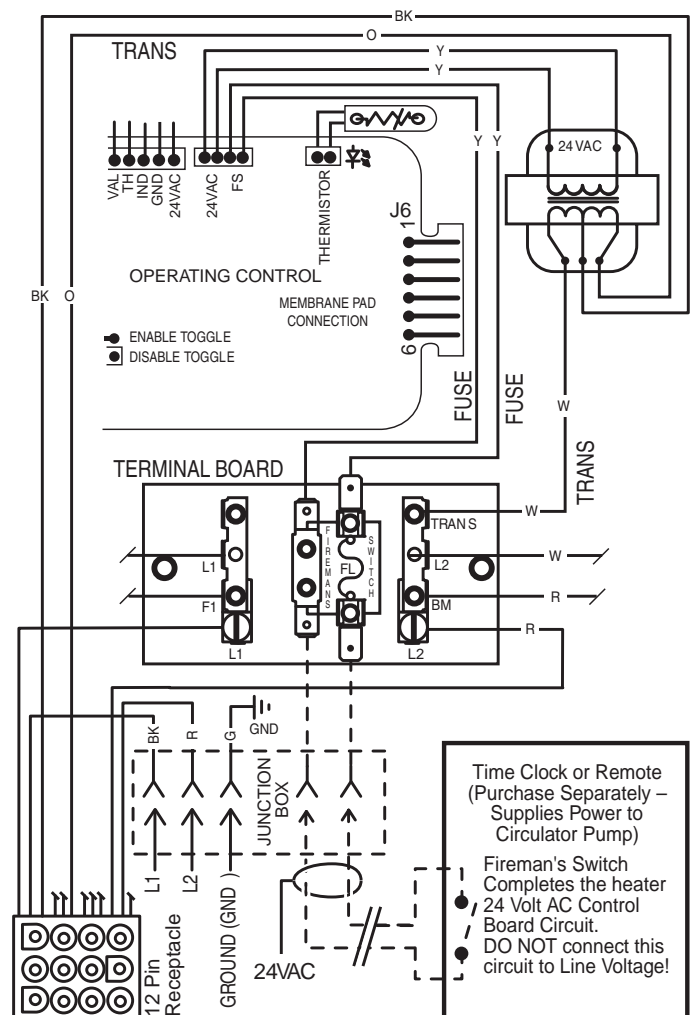 BK
O
TRANS
Y
Y
Y Y
24VAC
VAL
TH
IND
GND
24VAC
24VAC
FS
THERMISTOR
J6
1
6
OPERATING CONTROL
MEMBRANE PAD
CONNECTION
BK
O
ENABLE TOGGLE
DISABLE TOGGLE
FUSE
FUSE
W
TRANS
TERMINAL BOARD
TRANS
W
L1
FIREMANS
FL
SWITCH
L2
W
F1
BM
R
L1
L2
R
BK
R
G
GND
JUNCTION
BOX
L1
L2
GROUND (GND )
24VAC
12 Pin
Receptacle
Time Clock or Remote
(Purchase Separately –
Supplies Power to
Circulator Pump)
Fireman's Switch
Completes the heater
24 Volt AC Control
Board Circuit.
DO NOT connect this
circuit to Line Voltage!